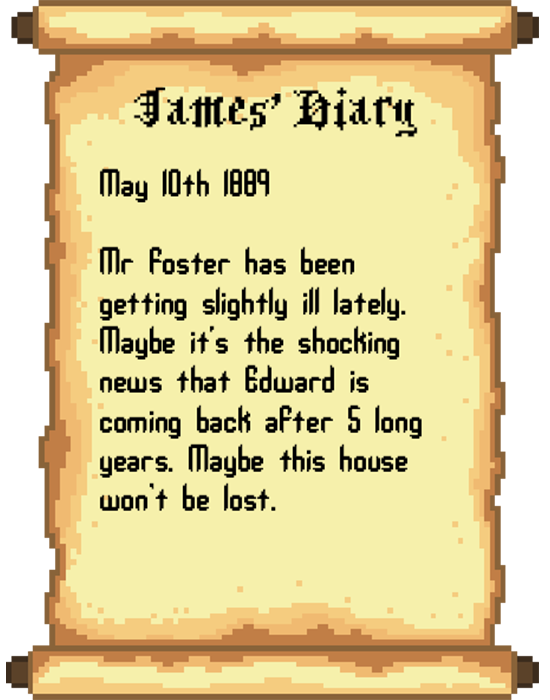 James' Diary
May 10th 1889
Mr Foster has been
getting slightly ill lately.
Maybe it's the shocking
news that Edward is
coming back after 5 long
years. Maybe this house
won't be lost.